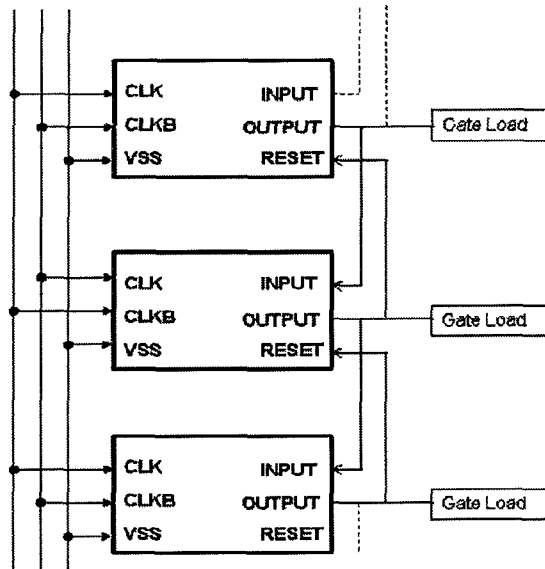 CLK INPUT
CLKB OUTPUT Gate Load
VSS RESET
CLK INPUT
CLKB OUTPUT Gate Load
VSS RESET
CLK INPUT
CLKB OUTPUT Gate Load
VSS RESET